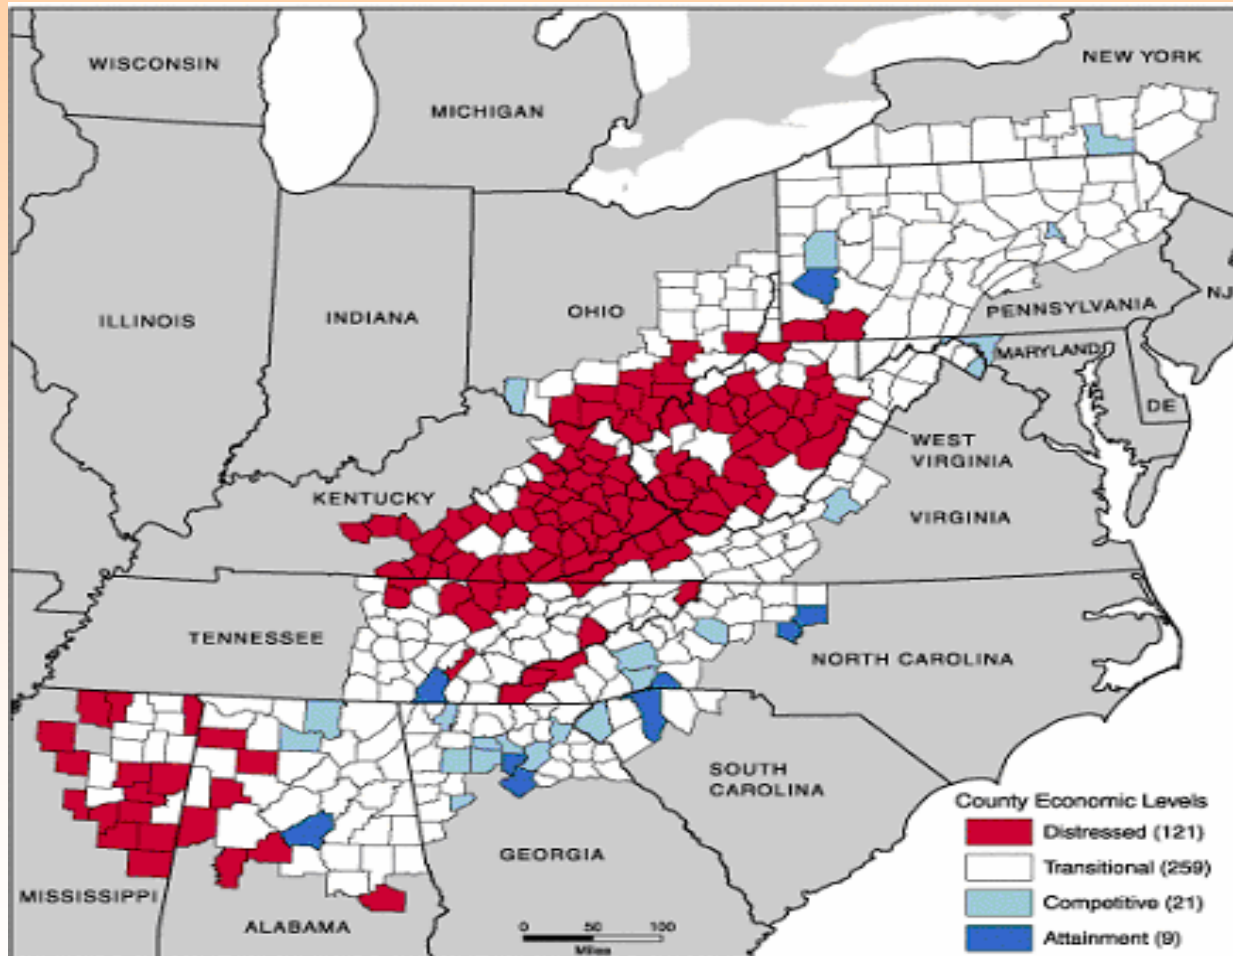 NEW YORK
WISCONSIN
MICHIGAN
NJ
PENNSYLVANIA
ILLINOIS
INDIANA
OHIO
MARYLAND
DE
WEST
VIRGINIA
KENTUCKY
VIRGINIA
TENNESSEE
NORTH CAROLINA
SOUTH
CAROLINA
GEORGIA
MISSISSIPPI
ALABAMA
0 50 100
Miles
County Economic Levels
Distressed (121)
Transitional (259)
Competitive (21)
Attainment (9)